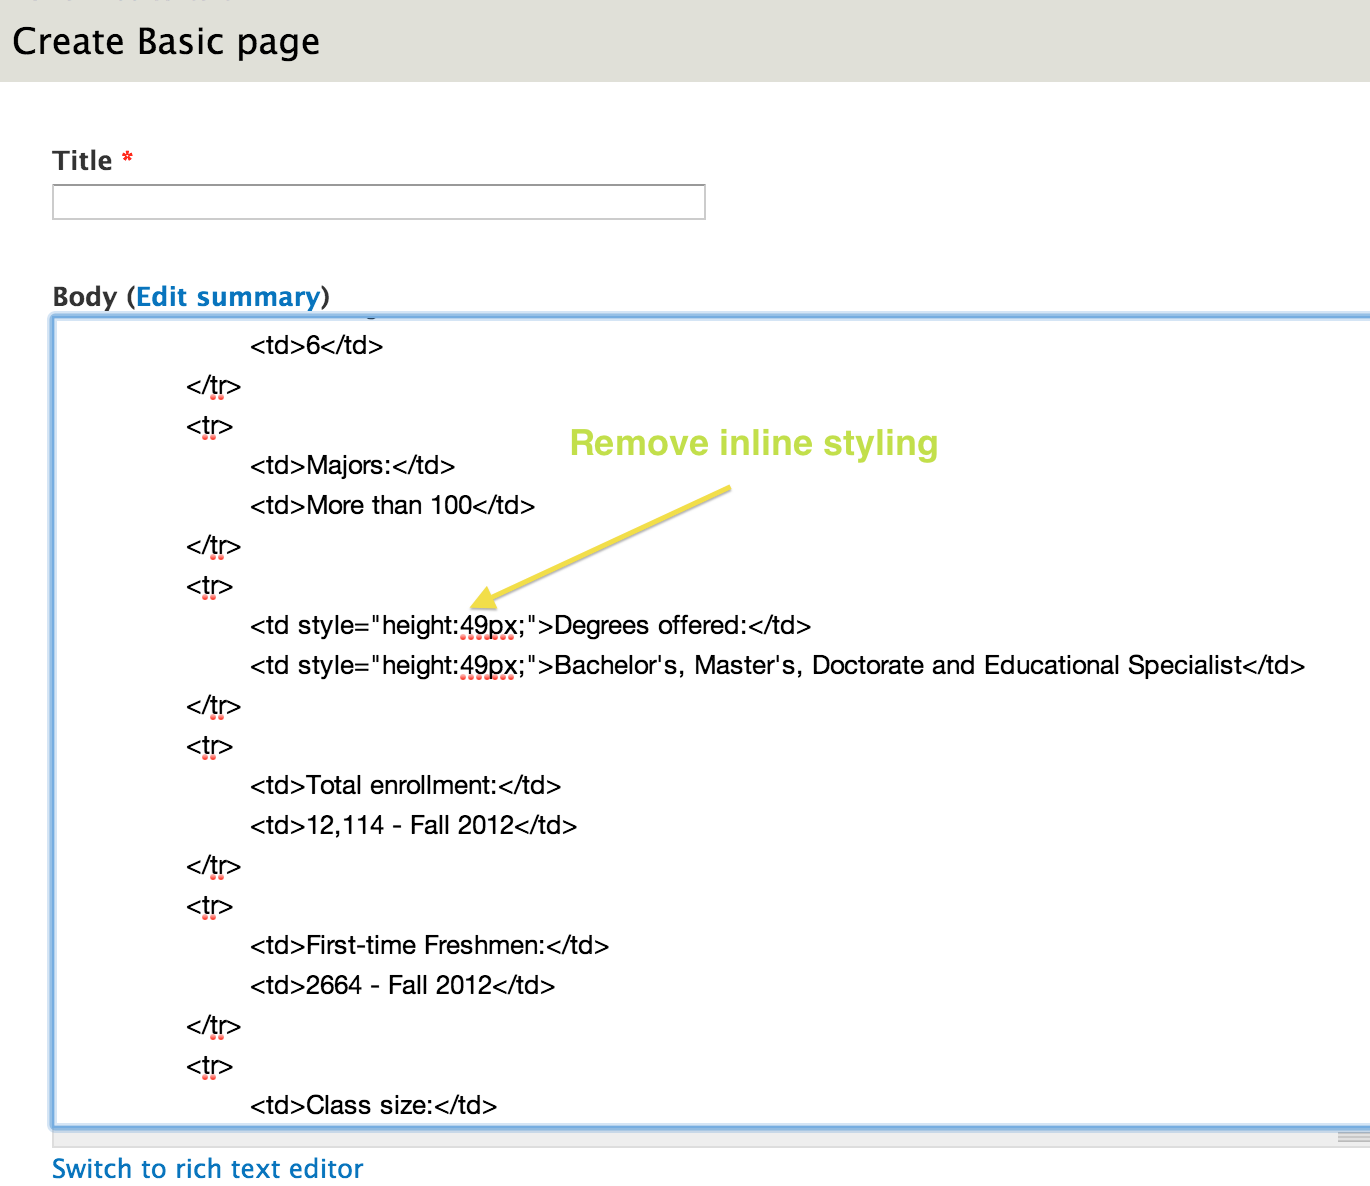 Create Basic page
Title *
Body (Edit summary)
<td>6</td>
</tr>
<tr>
Remove inline styling
<td>Majors:</td>
<td>More than 100</td>
</tr>
<tr>
<td style="height:49px;">Degrees offered:</td>
<td style="height:49px;">Bachelor's, Master's, Doctorate and Educational Specialist</td>
</tr>
<tr>
<td>Total enrollment:</td>
<td>12,114 - Fall 2012</td>
</tr>
<tr>
<td>First-time Freshmen:</td>
<td>2664 - Fall 2012</td>
</tr>
<tr>
<td>Class size:</td>
Switch to rich text editor